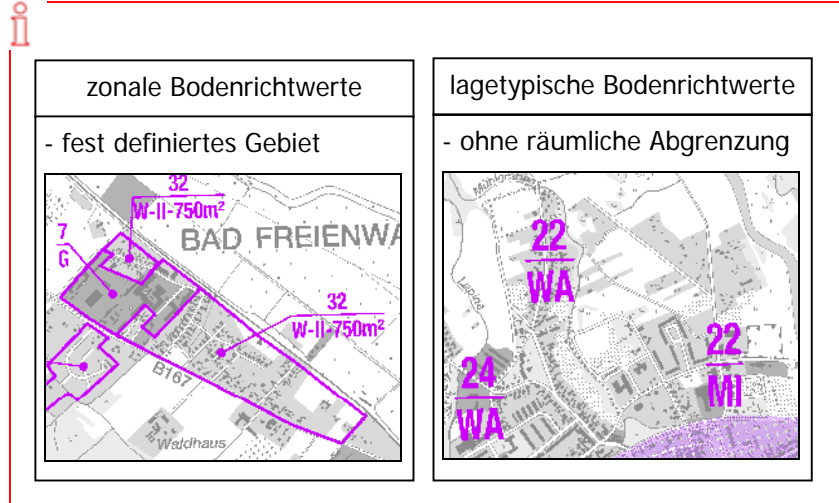 zonale Bodenrichtwerte
- fest definiertes Gebiet
32
W-II-750m²
7
G
BAD FREIENWA
32
W-II-750m²
B167
Waldhaus
lagetypische Bodenrichtwerte
- ohne räumliche Abgrenzung
22
WA
24
WA
22
MI